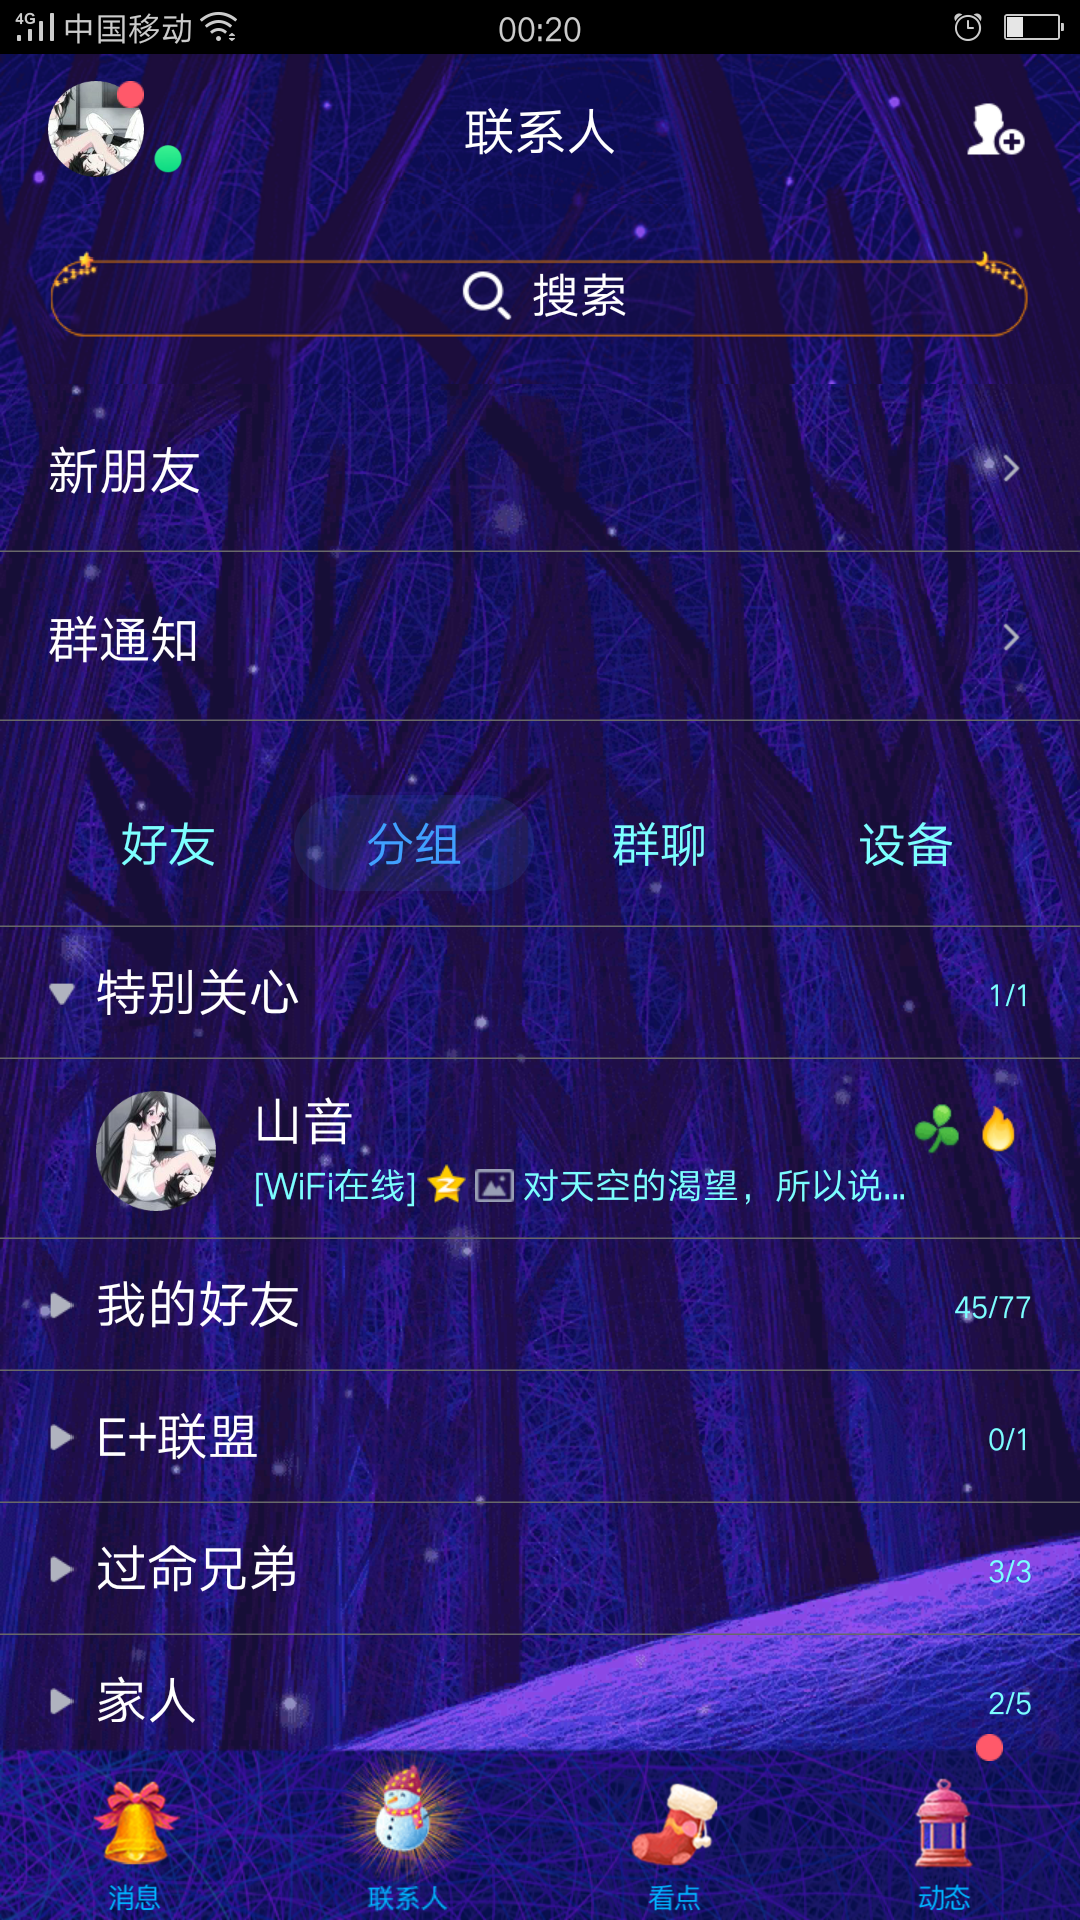 4G 中国移动 00:20
联系人
搜索
新朋友
群通知
好友 分组 群聊 设备
特别关心 1/1
山音
[WiFi在线] 对天空的渴望，所以说...
我的好友 45/77
E+联盟 0/1
过命兄弟 3/3
家人 2/5
消息 联系人 看点 动态